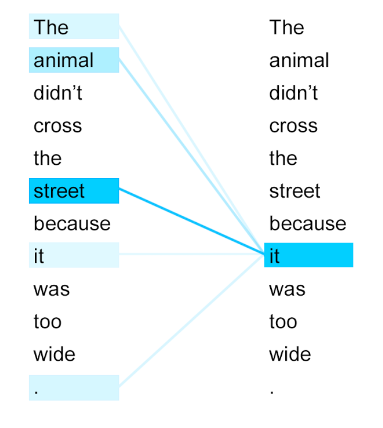 The The
animal animal
didn’t didn’t
cross cross
the the
street street
because because
it it
was was
too too
wide wide
. .